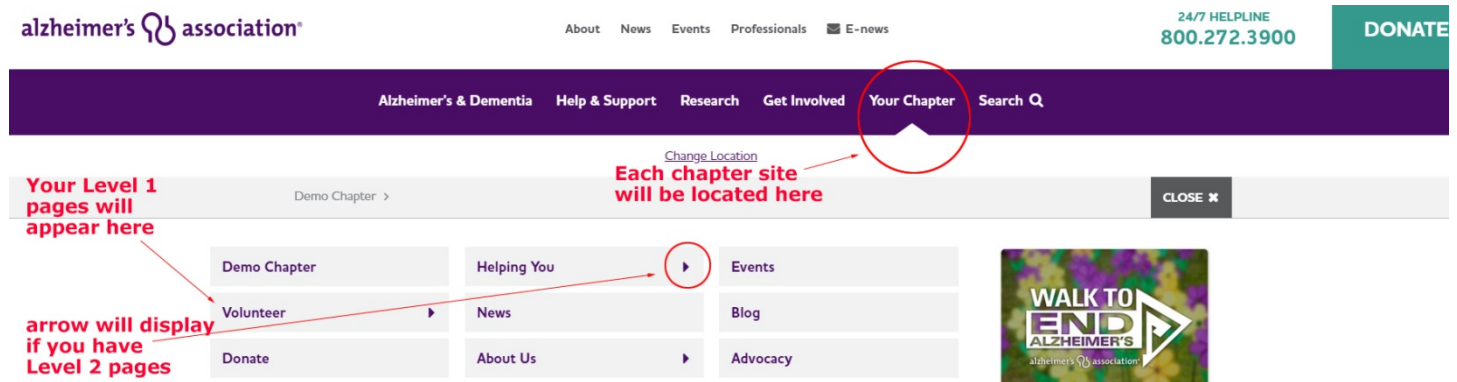 alzheimer's association®
About News Events Professionals E-news
24/7 HELPLINE
800.272.3900
DONATE
Alzheimer's & Dementia Help & Support Research Get Involved Your Chapter Search
Change Location
Each chapter site
will be located here
Your Level 1
pages will
appear here
Demo Chapter >
CLOSE ✖
Demo Chapter
Helping You
Events
Volunteer
News
Blog
Donate
About Us
Advocacy
arrow will display
if you have
Level 2 pages
WALK TO
END
ALZHEIMER'S
alzheimer's association®